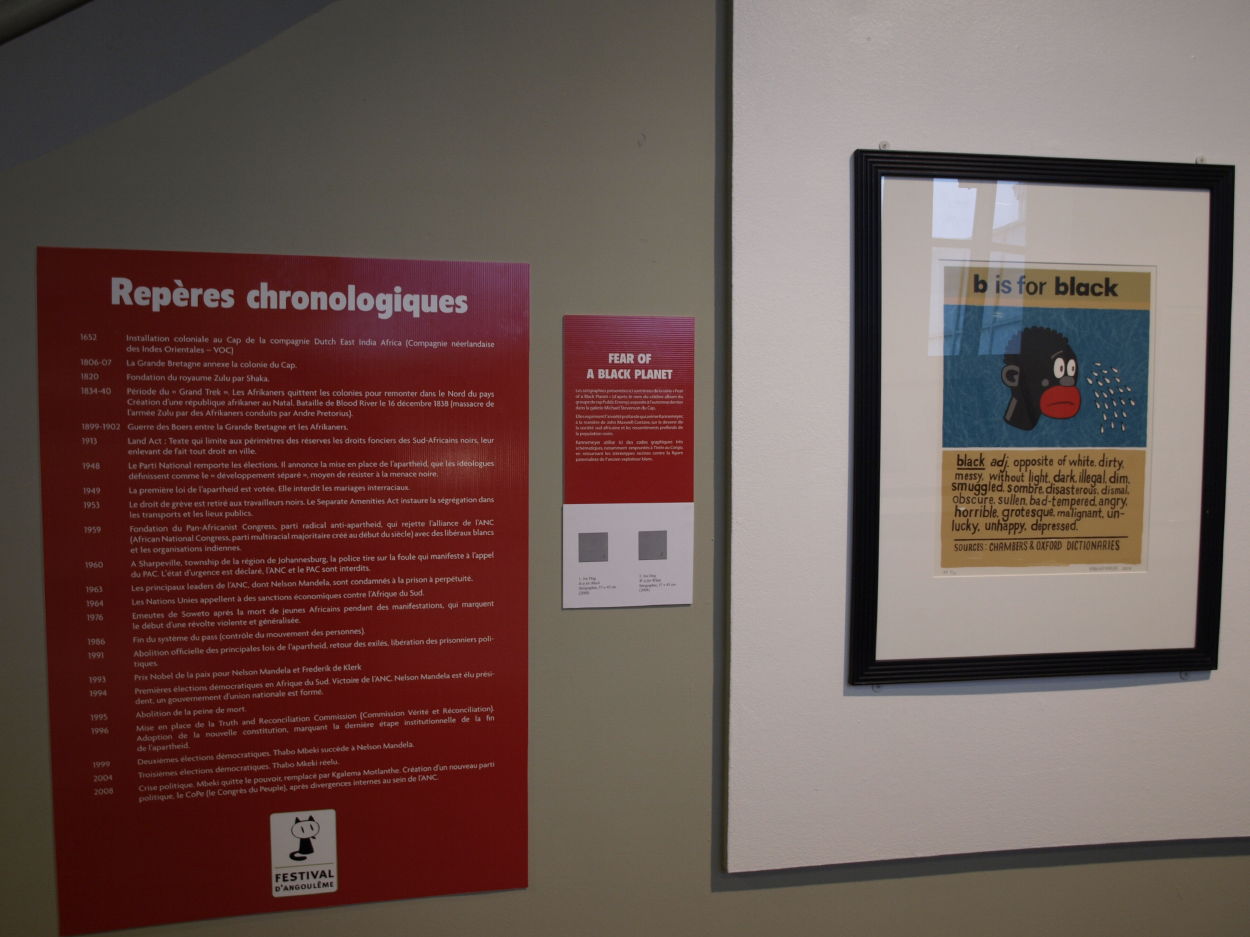 Repères chronologiques
1652 Installation coloniale au Cap de la compagnie Dutch East India Africa (Compagnie néerlandaise
des Indes Orientales – VOC)
1806-07 La Grande Bretagne annexe la colonie du Cap.
1820 Fondation du royaume Zulu par Shaka.
1834-40 Période du « Grand Trek ». Les Afrikaners quittent les colonies pour remonter dans le Nord du pays
Création d'une république afrikaner au Natal. Bataille de Blood River le 16 décembre 1838 (massacre de
l'armée Zulu par des Afrikaners conduits par Andre Pretorius).
1899-1902 Guerre des Boers entre la Grande Bretagne et les Afrikaners.
1913 Land Act : Texte qui limite aux périmètres des réserves les droits fonciers des Sud-Africains noirs, leur
enlevant de fait tout droit en ville.
1948 Le Parti National remporte les élections. Il annonce la mise en place de l'apartheid, que les idéologues
définissent comme le « développement séparé », moyen de résister à la menace noire.
1949 La première loi de l'apartheid est votée. Elle interdit les mariages interraciaux.
1953 Le droit de grève est retiré aux travailleurs noirs. Le Separate Amenities Act instaure la ségrégation dans
les transports et les lieux publics.
1959 Fondation du Pan-Africanist Congress, parti radical anti-apartheid, qui rejette l'alliance de l'ANC
(African National Congress, parti multiracial majoritaire créé au début du siècle) avec des libéraux blancs
et les organisations indiennes.
1960 A Sharpeville, township de la région de Johannesburg, la police tire sur la foule qui manifeste à l'appel
du PAC. L'état d'urgence est déclaré, l'ANC et le PAC sont interdits.
1963 Les principaux leaders de l'ANC, dont Nelson Mandela, sont condamnés à la prison à perpétuité.
1964 Les Nations Unies appellent à des sanctions économiques contre l'Afrique du Sud.
1976 Emeutes de Soweto après la mort de jeunes Africains pendant des manifestations, qui marquent
le début d'une révolte violente et généralisée.
1986 Fin du système du pass (contrôle du mouvement des personnes).
1991 Abolition officielle des principales lois de l'apartheid, retour des exilés, libération des prisonniers poli-
tiques.
1993 Prix Nobel de la paix pour Nelson Mandela et Frederik de Klerk
1994 Premières élections démocratiques en Afrique du Sud. Victoire de l'ANC. Nelson Mandela est élu prési-
dent, un gouvernement d'union nationale est formé.
1995 Abolition de la peine de mort.
1996 Mise en place de la Truth and Reconciliation Commission (Commission Vérité et Réconciliation).
Adoption de la nouvelle constitution, marquant la dernière étape institutionnelle de la fin
de l'apartheid.
1999 Deuxièmes élections démocratiques. Thabo Mbeki succède à Nelson Mandela.
2004 Troisièmes élections démocratiques. Thabo Mkeki réelu.
2008 Crise politique. Mbeki quitte le pouvoir, remplacé par Kgalema Motlanthe. Création d'un nouveau parti
politique, le CoPe (le Congrès du Peuple), après divergences internes au sein de l'ANC.
FESTIVAL
D'ANGOULÊME
FEAR OF
A BLACK PLANET
b is for black
black adj. opposite of white. dirty,
messy, without light, dark, illegal, dim,
smuggled. sombre. disasterous, dismal,
obscure, sullen, bad-tempered, angry,
horrible, grotesque, malignant, un-
lucky, unhappy, depressed.
SOURCES: CHAMBERS & OXFORD DICTIONARIES